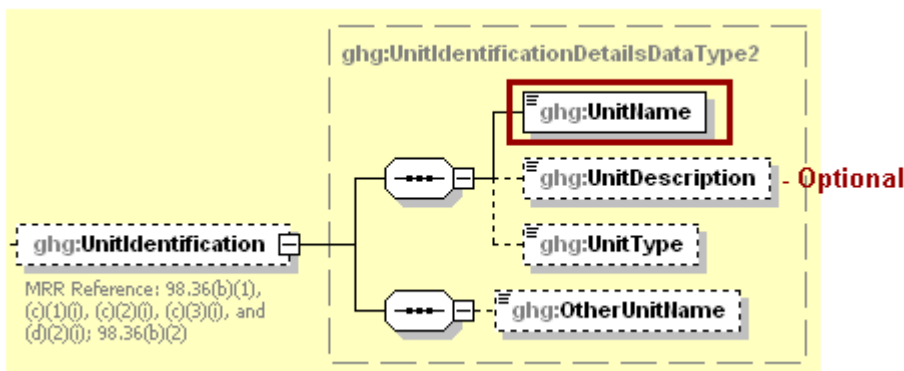 ghg:UnitIdentificationDetailsDataType2
ghg:UnitName
ghg:UnitDescription - Optional
ghg:UnitIdentification
ghg:UnitType
MRR Reference: 98.36(b)(1),
(c)(1)(i), (c)(2)(i), (c)(3)(i), and
(d)(2)(i); 98.36(b)(2)
ghg:OtherUnitName